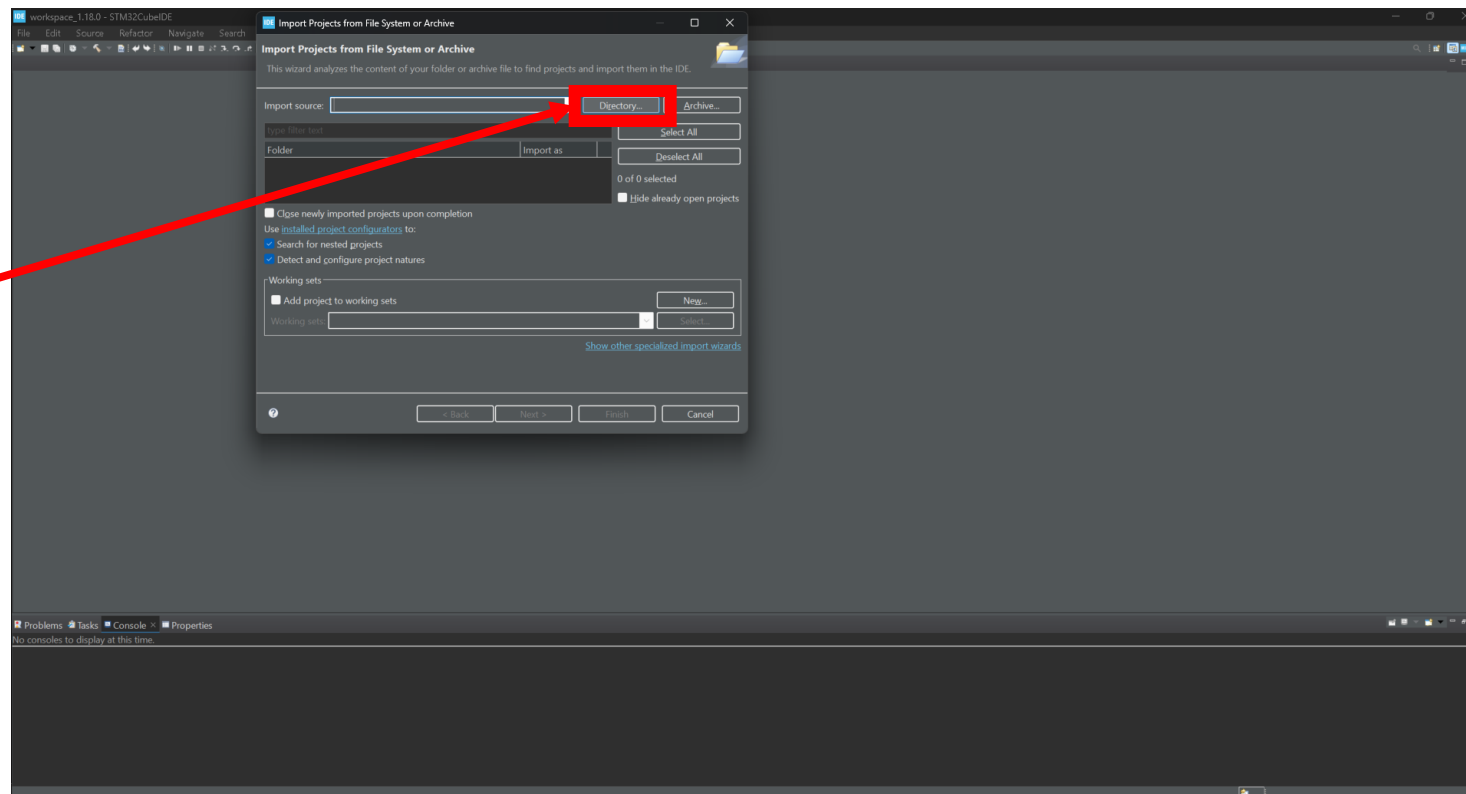 IDE workspace_1.18.0 - STM32CubeIDE
File Edit Source Refactor Navigate Search
IDE Import Projects from File System or Archive
Import Projects from File System or Archive
This wizard analyzes the content of your folder or archive file to find projects and import them in the IDE.
Import source: Directory... Archive...
type filter text Select All
Folder Import as Deselect All
0 of 0 selected
Hide already open projects
Close newly imported projects upon completion
Use installed project configurators to:
Search for nested projects
Detect and configure project natures
Working sets
Add project to working sets New...
Working sets: Select...
Show other specialized import wizards
< Back Next > Finish Cancel
Problems Tasks Console Properties
No consoles to display at this time.